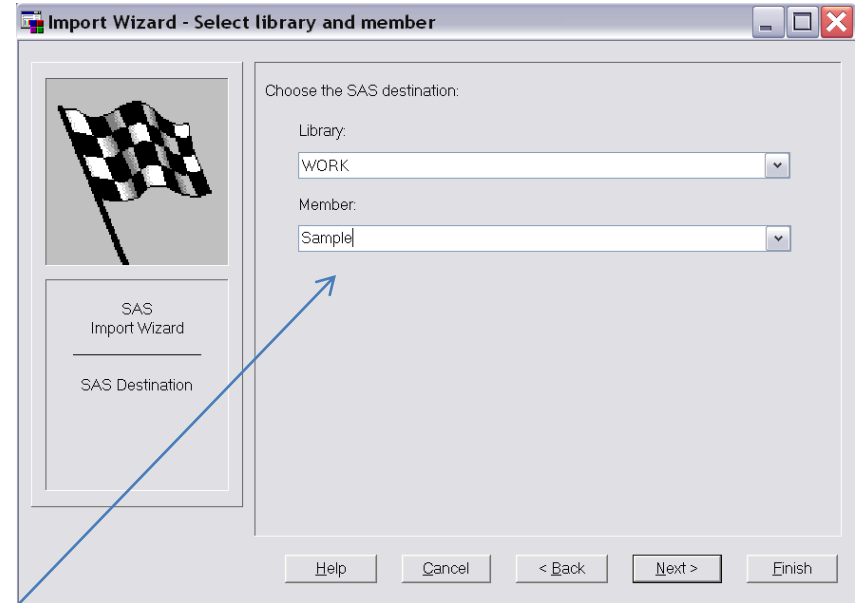 Import Wizard - Select library and member
Choose the SAS destination:
Library:
WORK
Member:
Sample
SAS
Import Wizard
SAS Destination
Help
Cancel
< Back
Next >
Finish